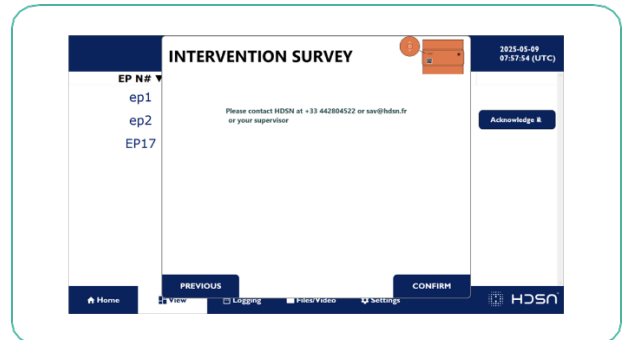 INTERVENTION SURVEY
2025-05-09
07:57:54 (UTC)
EP N# ▼
ep1
ep2
EP17
Please contact HDSN at +33 442804522 or sav@hdsn.fr
or your supervisor
Acknowledge &
PREVIOUS
CONFIRM
Home
View
Logging
Files/Video
Settings
HDSN